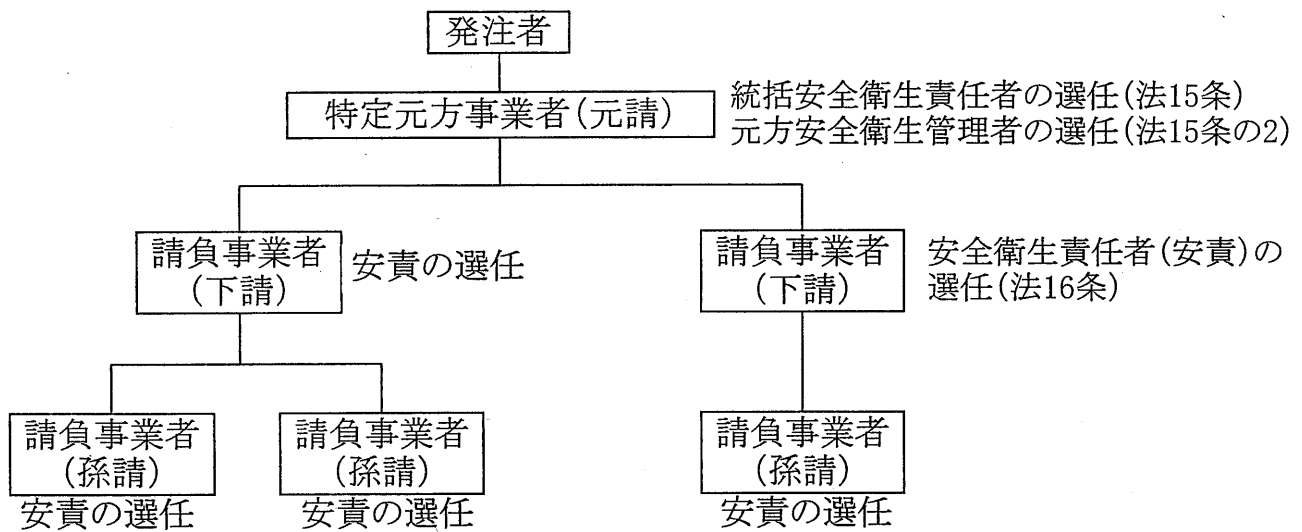 発注者
特定元方事業者(元請)
統括安全衛生責任者の選任(法15条)
元方安全衛生管理者の選任(法15条の2)
請負事業者
(下請)
安責の選任
請負事業者
(下請)
安全衛生責任者(安責)の
選任(法16条)
請負事業者
(孫請)
安責の選任
請負事業者
(孫請)
安責の選任
請負事業者
(孫請)
安責の選任